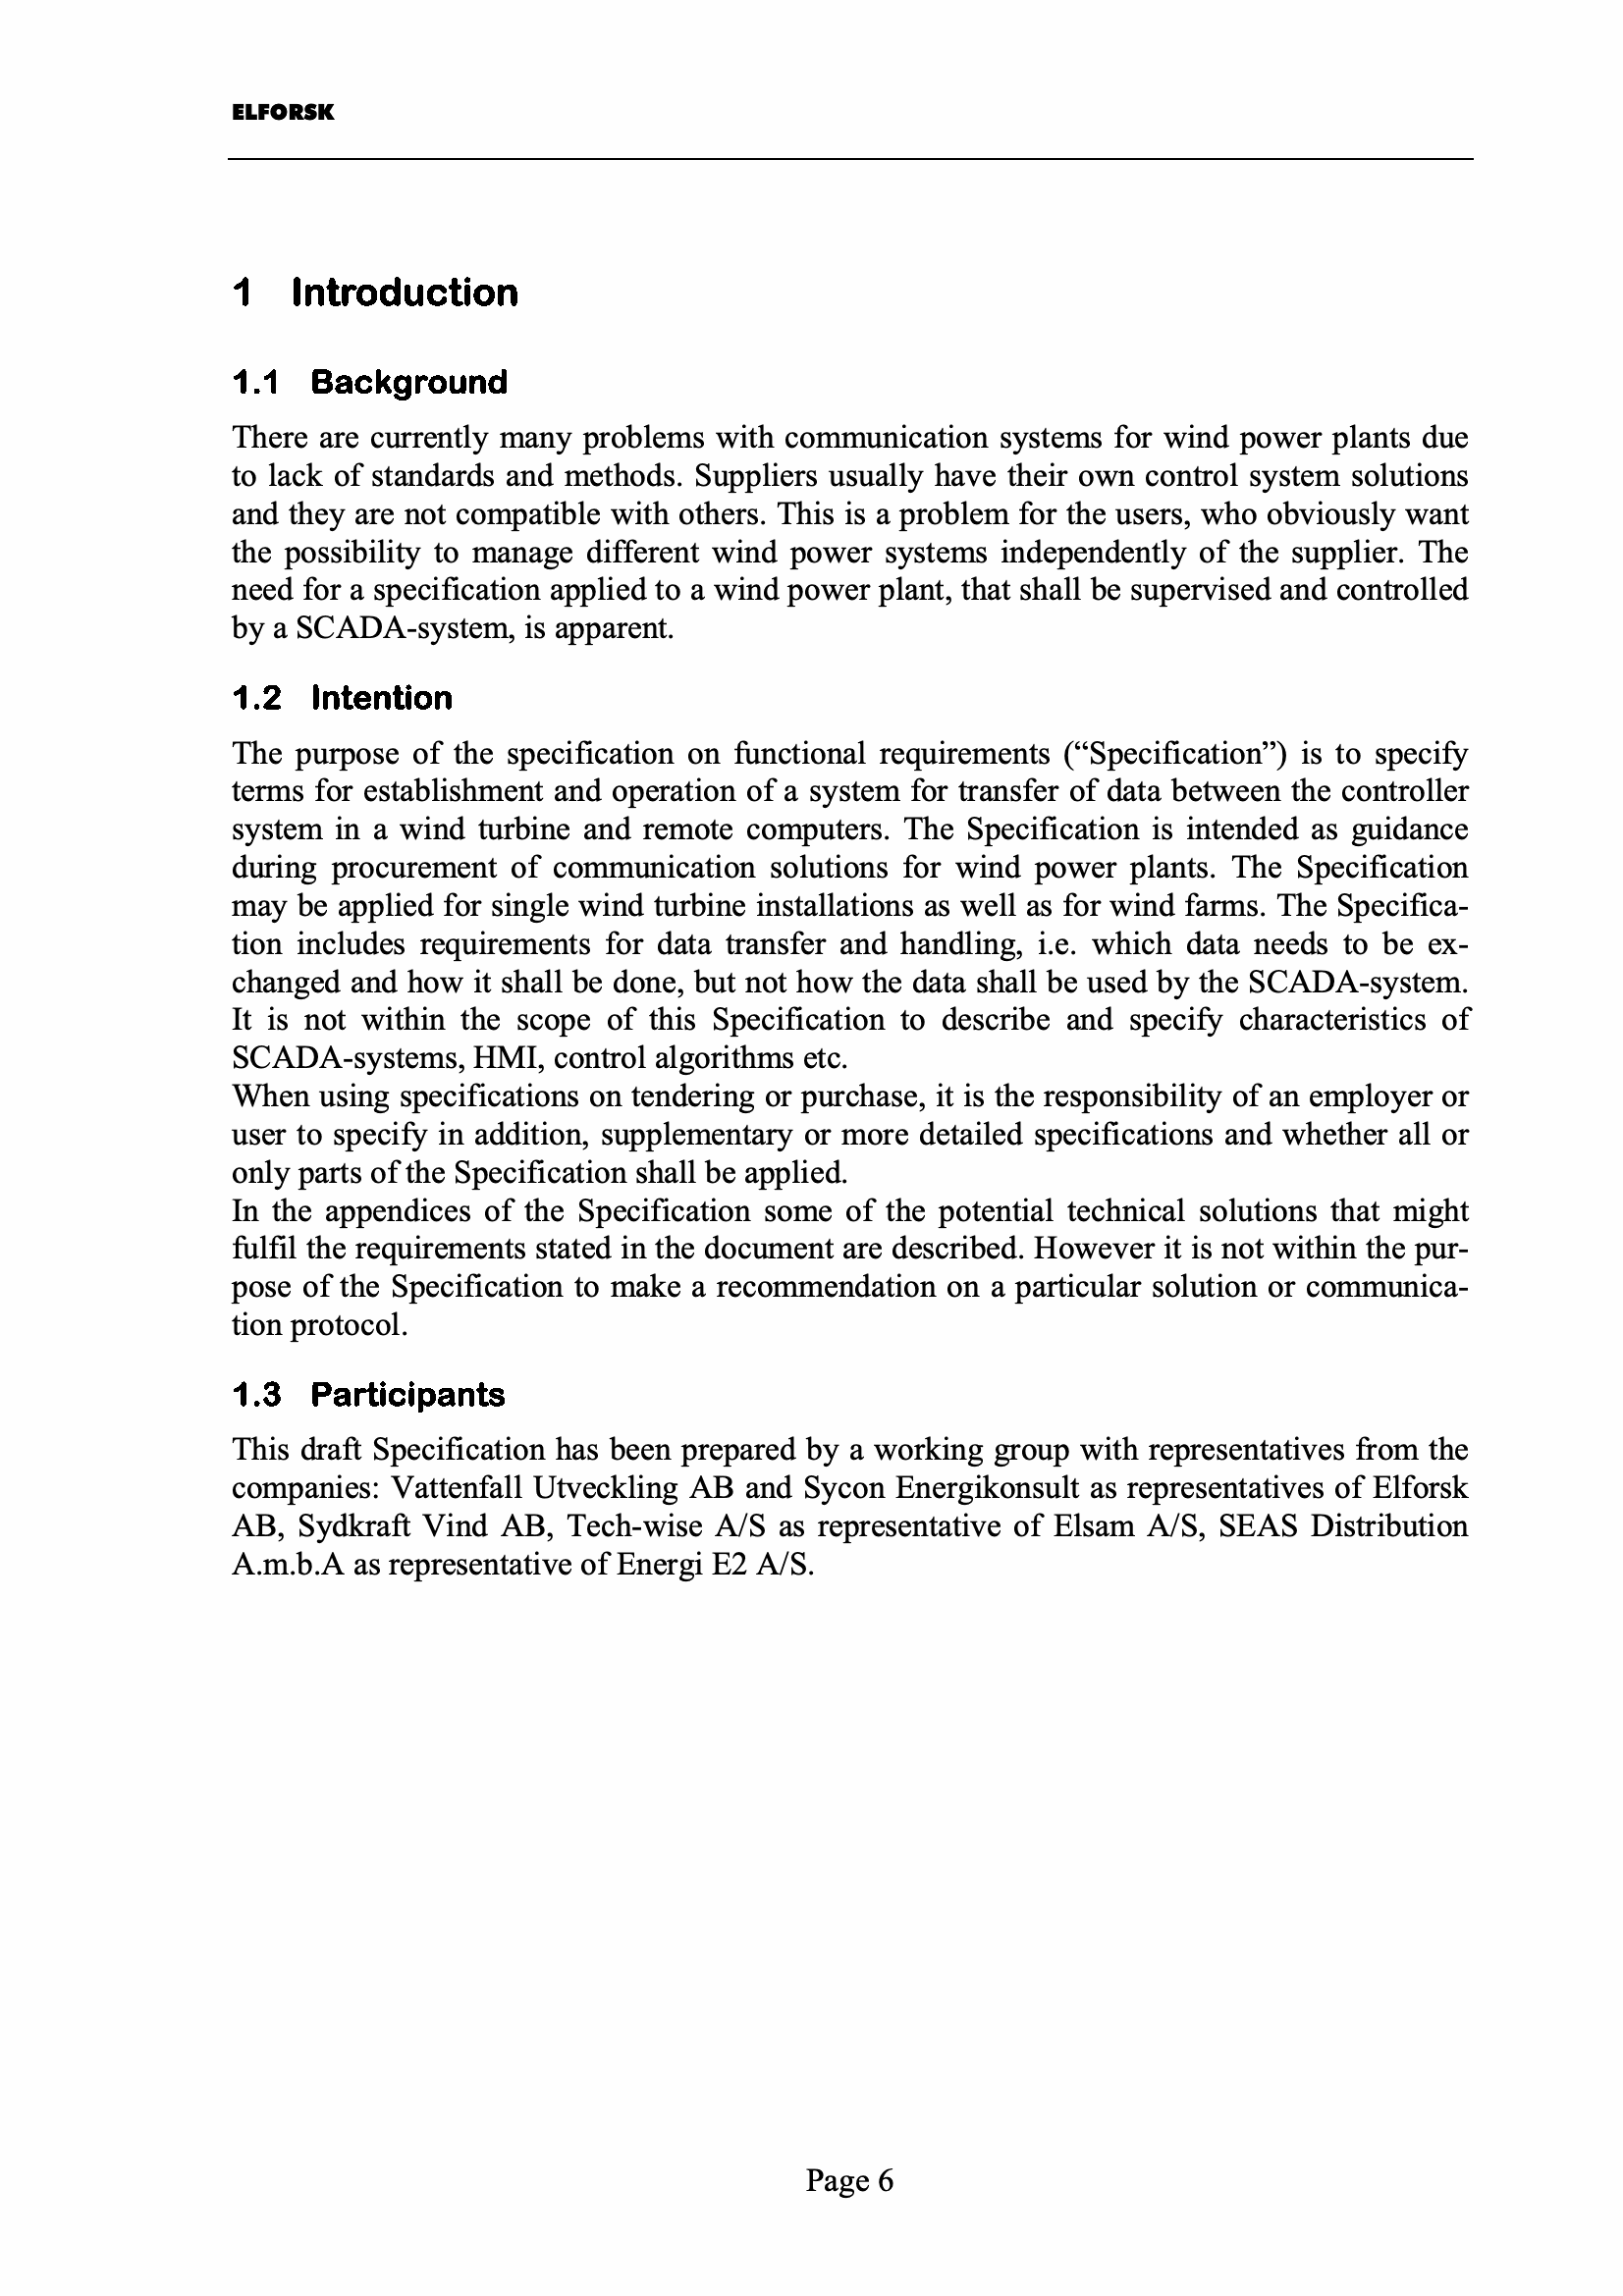 ELFORSK
1 Introduction
1.1 Background
There are currently many problems with communication systems for wind power plants due
to lack of standards and methods. Suppliers usually have their own control system solutions
and they are not compatible with others. This is a problem for the users, who obviously want
the possibility to manage different wind power systems independently of the supplier. The
need for a specification applied to a wind power plant, that shall be supervised and controlled
by a SCADA-system, is apparent.
1.2 Intention
The purpose of the specification on functional requirements (“Specification”) is to specify
terms for establishment and operation of a system for transfer of data between the controller
system in a wind turbine and remote computers. The Specification is intended as guidance
during procurement of communication solutions for wind power plants. The Specification
may be applied for single wind turbine installations as well as for wind farms. The Specifica-
tion includes requirements for data transfer and handling, i.e. which data needs to be ex-
changed and how it shall be done, but not how the data shall be used by the SCADA-system.
It is not within the scope of this Specification to describe and specify characteristics of
SCADA-systems, HMI, control algorithms etc.
When using specifications on tendering or purchase, it is the responsibility of an employer or
user to specify in addition, supplementary or more detailed specifications and whether all or
only parts of the Specification shall be applied.
In the appendices of the Specification some of the potential technical solutions that might
fulfil the requirements stated in the document are described. However it is not within the pur-
pose of the Specification to make a recommendation on a particular solution or communica-
tion protocol.
1.3 Participants
This draft Specification has been prepared by a working group with representatives from the
companies: Vattenfall Utveckling AB and Sycon Energikonsult as representatives of Elforsk
AB, Sydkraft Vind AB, Tech-wise A/S as representative of Elsam A/S, SEAS Distribution
A.m.b.A as representative of Energi E2 A/S.
Page 6